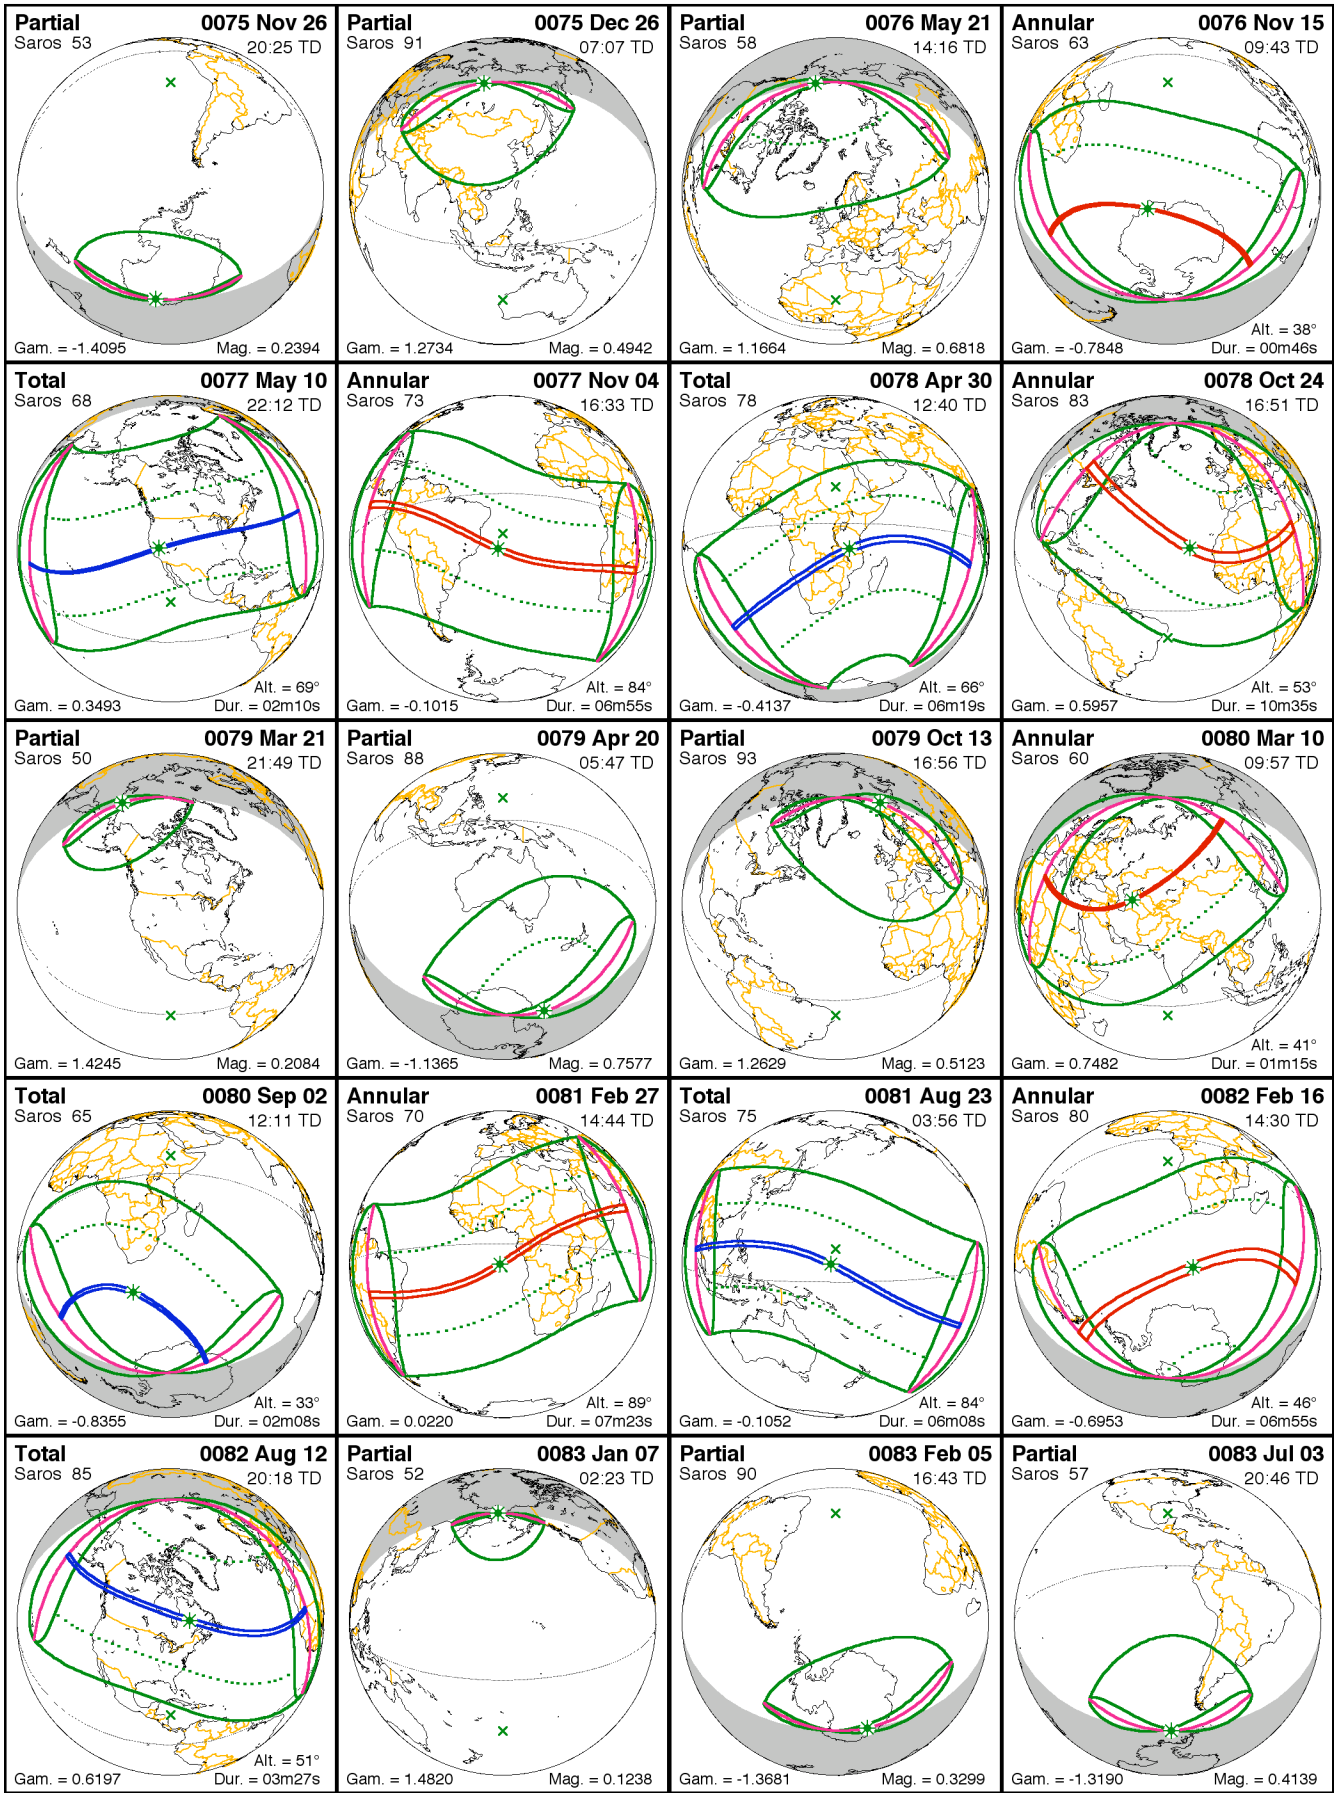 Partial 0075 Nov 26
Saros 53 20:25 TD
Gam. = -1.4095 Mag. = 0.2394
Partial 0075 Dec 26
Saros 91 07:07 TD
Gam. = 1.2734 Mag. = 0.4942
Partial 0076 May 21
Saros 58 14:16 TD
Gam. = 1.1664 Mag. = 0.6818
Annular 0076 Nov 15
Saros 63 09:43 TD
Alt. = 38°
Gam. = -0.7848 Dur. = 00m46s
Total 0077 May 10
Saros 68 22:12 TD
Alt. = 69°
Gam. = 0.3493 Dur. = 02m10s
Annular 0077 Nov 04
Saros 73 16:33 TD
Alt. = 84°
Gam. = -0.1015 Dur. = 06m55s
Total 0078 Apr 30
Saros 78 12:40 TD
Alt. = 66°
Gam. = -0.4137 Dur. = 06m19s
Annular 0078 Oct 24
Saros 83 16:51 TD
Alt. = 53°
Gam. = 0.5957 Dur. = 10m35s
Partial 0079 Mar 21
Saros 50 21:49 TD
Gam. = 1.4245 Mag. = 0.2084
Partial 0079 Apr 20
Saros 88 05:47 TD
Gam. = -1.1365 Mag. = 0.7577
Partial 0079 Oct 13
Saros 93 16:56 TD
Gam. = 1.2629 Mag. = 0.5123
Annular 0080 Mar 10
Saros 60 09:57 TD
Alt. = 41°
Gam. = 0.7482 Dur. = 01m15s
Total 0080 Sep 02
Saros 65 12:11 TD
Alt. = 33°
Gam. = -0.8355 Dur. = 02m08s
Annular 0081 Feb 27
Saros 70 14:44 TD
Alt. = 89°
Gam. = 0.0220 Dur. = 07m23s
Total 0081 Aug 23
Saros 75 03:56 TD
Alt. = 84°
Gam. = -0.1052 Dur. = 06m08s
Annular 0082 Feb 16
Saros 80 14:30 TD
Alt. = 46°
Gam. = -0.6953 Dur. = 06m55s
Total 0082 Aug 12
Saros 85 20:18 TD
Alt. = 51°
Gam. = 0.6197 Dur. = 03m27s
Partial 0083 Jan 07
Saros 52 02:23 TD
Gam. = 1.4820 Mag. = 0.1238
Partial 0083 Feb 05
Saros 90 16:43 TD
Gam. = -1.3681 Mag. = 0.3299
Partial 0083 Jul 03
Saros 57 20:46 TD
Gam. = -1.3190 Mag. = 0.4139